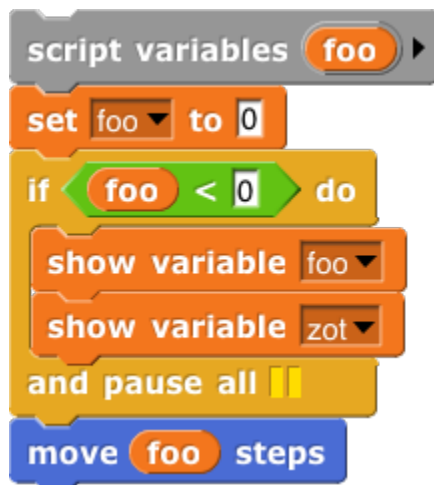 script variables foo
set foo to 0
if foo < 0 do
show variable foo
show variable zot
and pause all
move foo steps